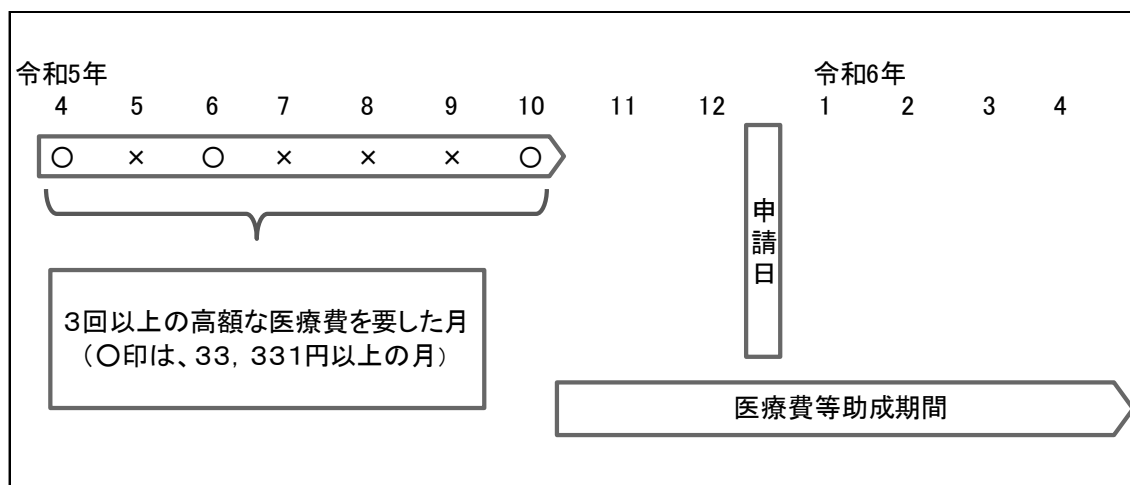 令和5年 令和6年
4 5 6 7 8 9 10 11 12 1 2 3 4
○ × ○ × × × ○
申請日
3回以上の高額な医療費を要した月
（○印は、33，331円以上の月）
医療費等助成期間